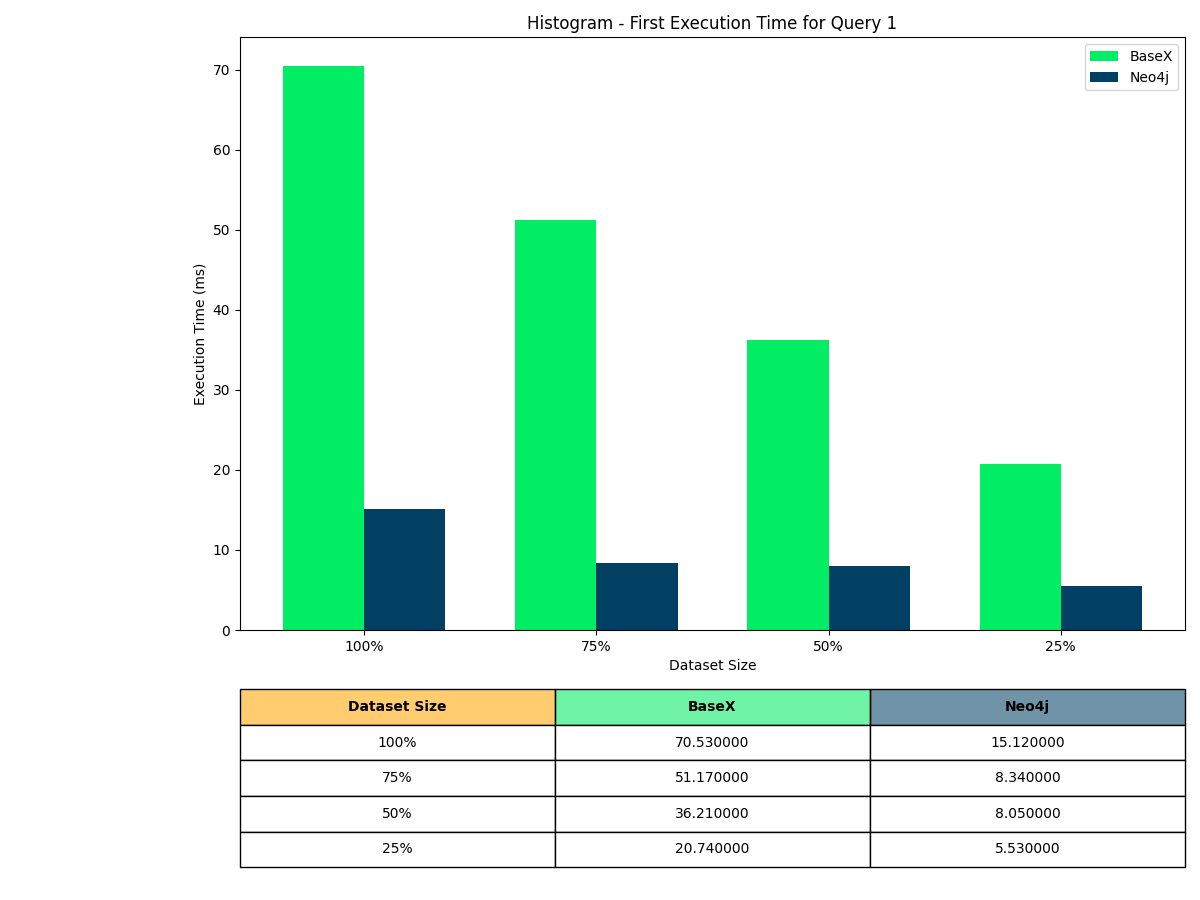 Histogram - First Execution Time for Query 1
BaseX
Neo4j
70
60
50
40
30
20
10
0
Execution Time (ms)
100% 75% 50% 25%
Dataset Size
Dataset Size BaseX Neo4j
100% 70.530000 15.120000
75% 51.170000 8.340000
50% 36.210000 8.050000
25% 20.740000 5.530000